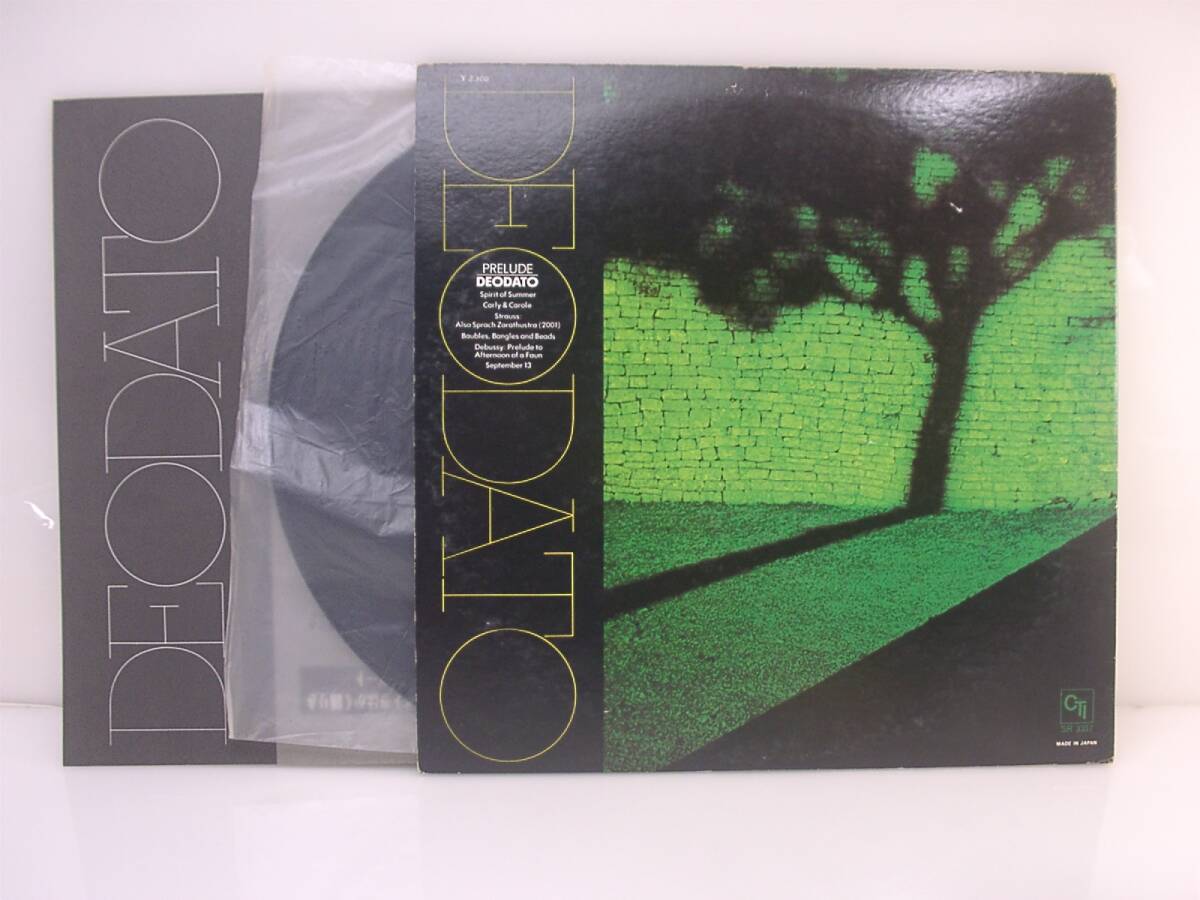 DEODATO
¥ 2,300
DEODATO
PRELUDE
DEODATO
Spirit of Summer
Carly & Carole
Strauss:
Also Sprach Zarathustra (2001)
Baubles, Bangles and Beads
Debussy: Prelude to
Afternoon of a Faun
September 13
CTI
MADE IN JAPAN